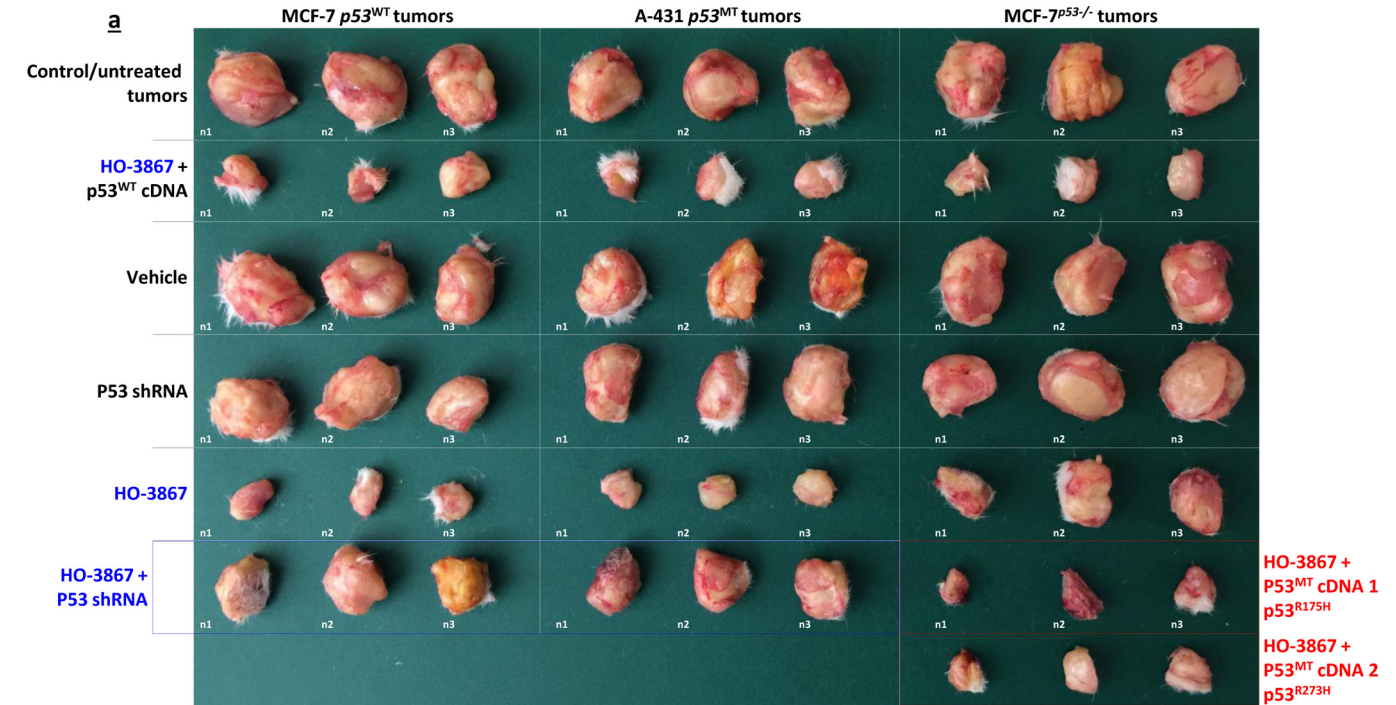 a
MCF-7 p53WT tumors
A-431 p53MT tumors
MCF-7p53-/- tumors
Control/untreated
tumors
n1 n2 n3 n1 n2 n3 n1 n2 n3
HO-3867 +
p53WT cDNA
n1 n2 n3 n1 n2 n3 n1 n2 n3
Vehicle
n1 n2 n3 n1 n2 n3 n1 n2 n3
P53 shRNA
n1 n2 n3 n1 n2 n3 n1 n2 n3
HO-3867
n1 n2 n3 n1 n2 n3 n1 n2 n3
HO-3867 +
P53 shRNA
n1 n2 n3 n1 n2 n3 n1 n2 n3
HO-3867 +
P53MT cDNA 1
p53R175H
HO-3867 +
P53MT cDNA 2
p53R273H
n1 n2 n3